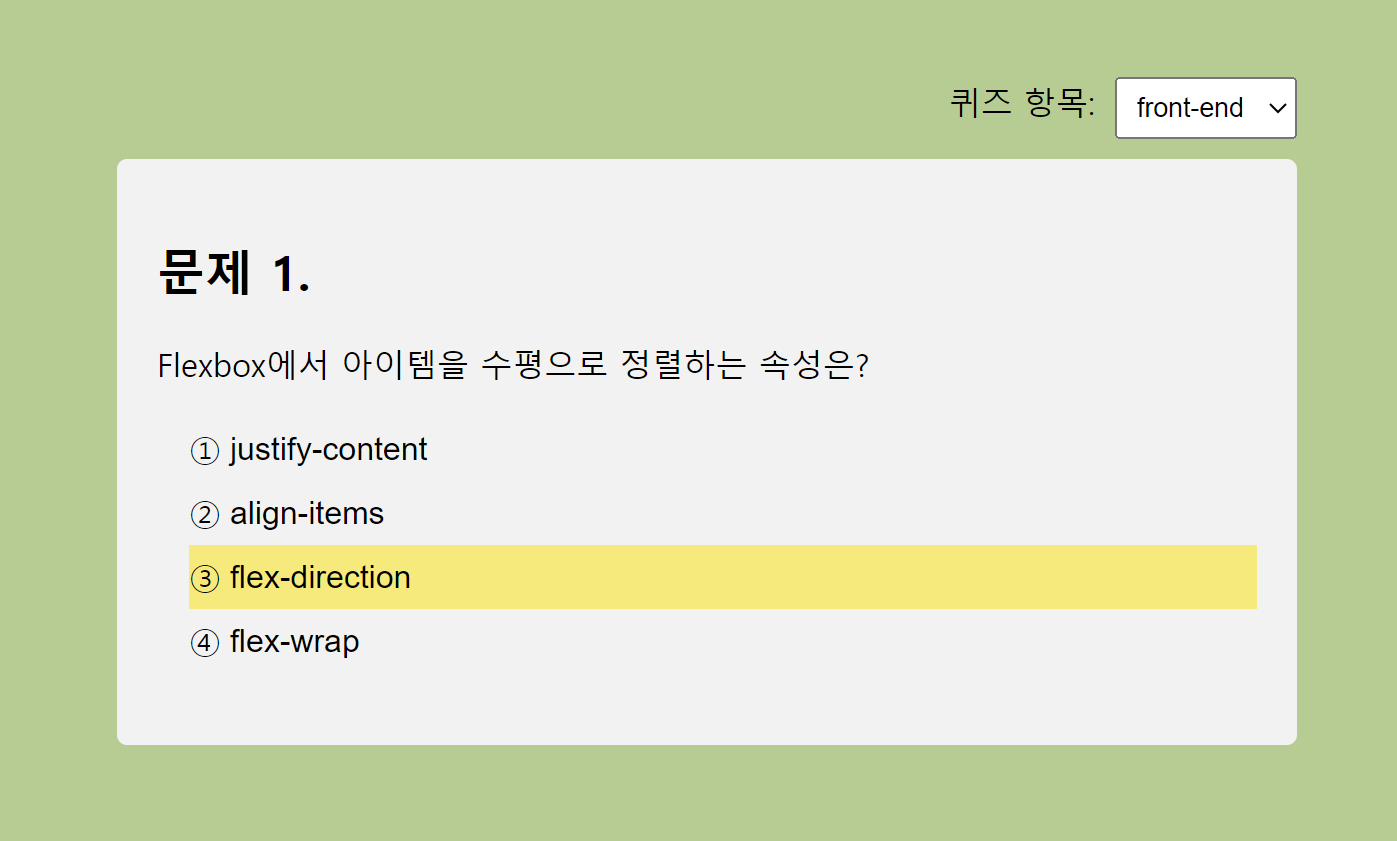 퀴즈 항목: front-end
문제 1.
Flexbox에서 아이템을 수평으로 정렬하는 속성은?
① justify-content
② align-items
③ flex-direction
④ flex-wrap